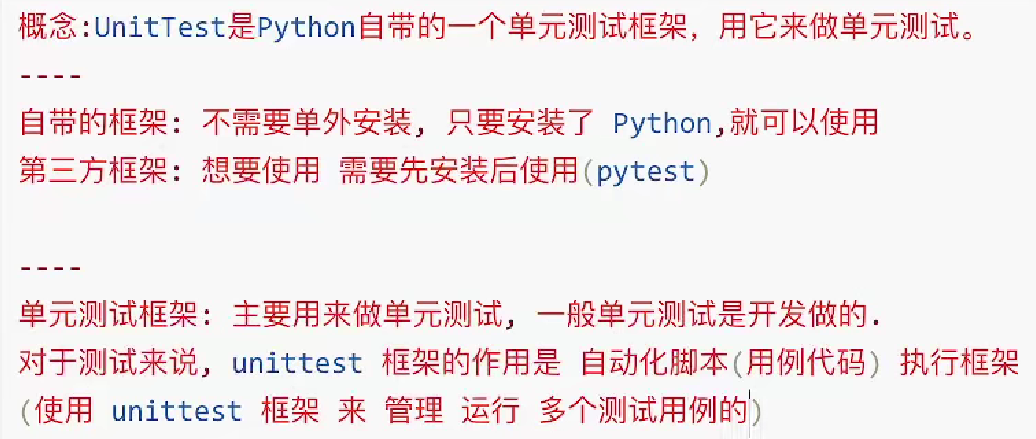 概念:UnitTest是Python自带的一个单元测试框架，用它来做单元测试。
----
自带的框架: 不需要单外安装, 只要安装了 Python,就可以使用
第三方框架: 想要使用 需要先安装后使用(pytest)
----
单元测试框架: 主要用来做单元测试, 一般单元测试是开发做的.
对于测试来说, unittest 框架的作用是 自动化脚本(用例代码) 执行框架
(使用 unittest 框架 来 管理 运行 多个测试用例的)